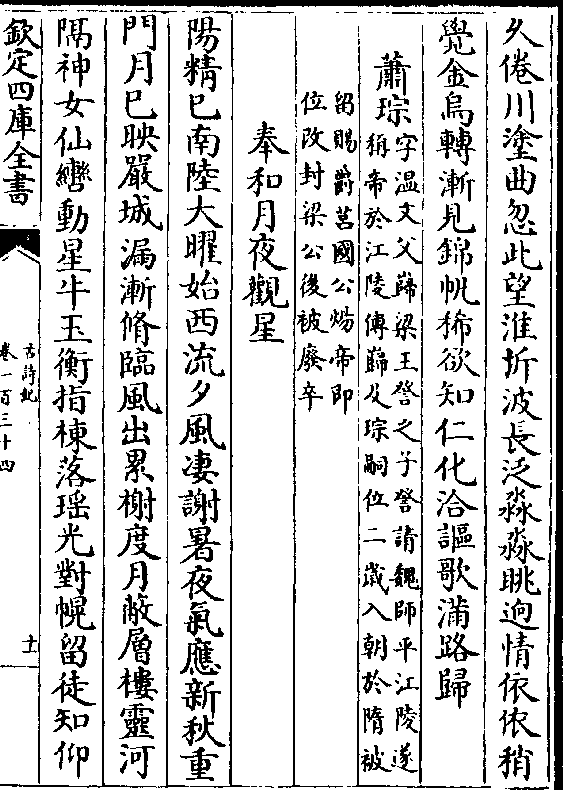 久倦川塗曲忽此望淮圻波長泛淼淼眺迥情依依稍
覺金烏轉漸見錦帆稀欲知仁化洽謳歌滿路歸
蕭琮字温文父巋梁王詧之子詧請魏師平江陵遂
稱帝於江陵傳巋及琮嗣位二歲入朝於隋被
留賜爵莒國公煬帝即
位改封梁公後被廢卒
奉和月夜觀星
陽精已南陸大曜始西流夕風凄謝暑夜氣應新秋重
門月已映嚴城漏漸脩臨風出累榭度月蔽層樓靈河
隔神女仙轡動星牛玉衡指棟落瑶光對幌留徒知仰
欽定四庫全書
古詩紀
卷一百三十四
十一